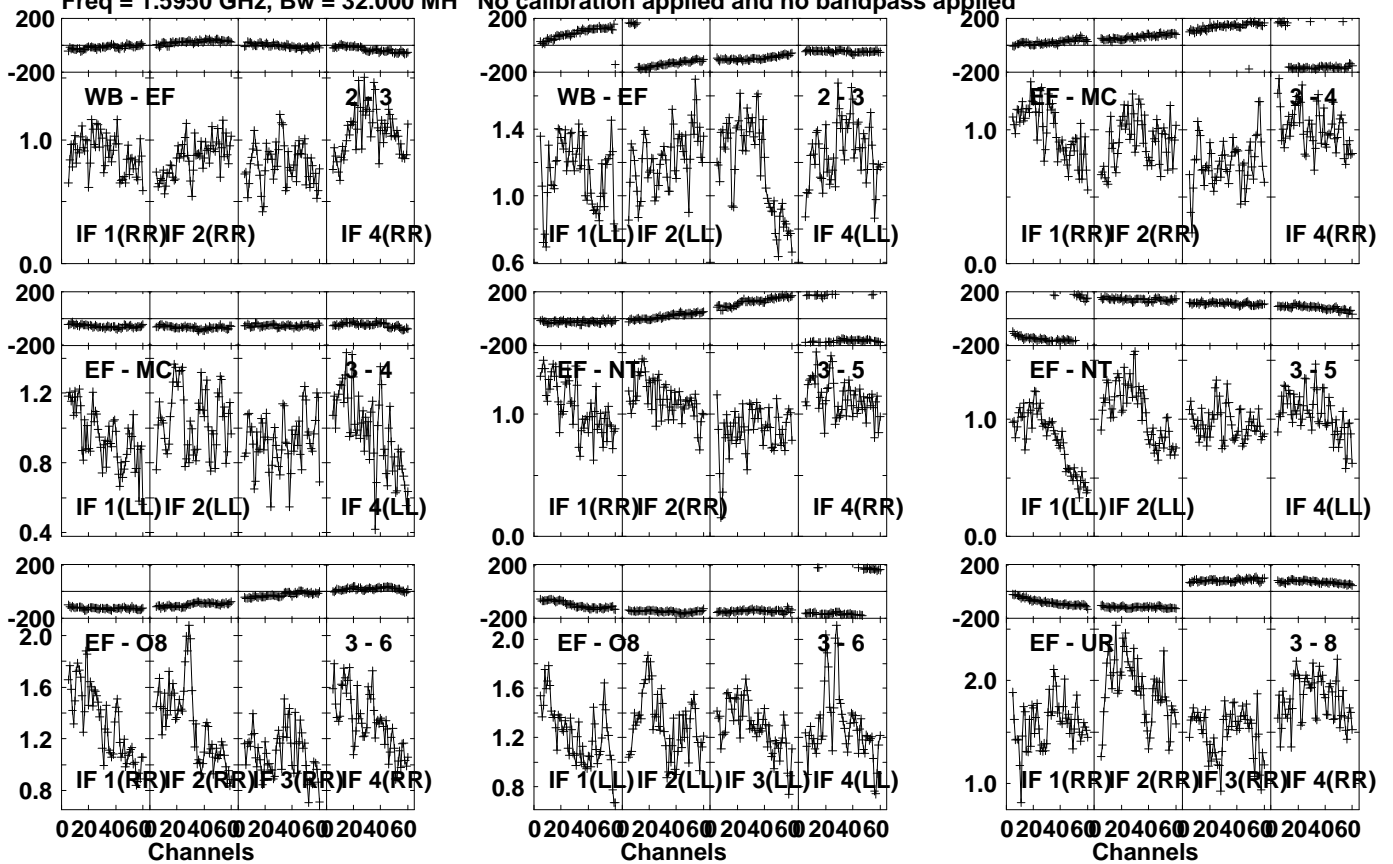 Freq = 1.5950 GHz, Bw = 32.000 MH No calibration applied and no bandpass applied
200
-200
WB - EF 2 - 3
1.0
IF 1(RR) IF 2(RR) IF 4(RR)
0.0
200
-200
WB - EF 2 - 3
1.4
1.0
IF 1(LL) IF 2(LL) IF 4(LL)
0.6
200
-200
EF - MC 3 - 4
1.0
IF 1(RR) IF 2(RR) IF 4(RR)
0.0
200
-200
EF - MC 3 - 4
1.2
0.8
IF 1(LL) IF 2(LL) IF 4(LL)
0.4
200
-200
EF - NT 3 - 5
1.0
IF 1(RR) IF 2(RR) IF 4(RR)
0.0
200
-200
EF - NT 3 - 5
1.0
IF 1(LL) IF 2(LL) IF 4(LL)
0.0
200
-200
2.0
EF - O8 3 - 6
1.6
1.2
0.8
IF 1(RR) IF 2(RR) IF 3(RR) IF 4(RR)
0 20 40 60 0 20 40 60 0 20 40 60 0 20 40 60
Channels
200
-200
2.0
EF - O8 3 - 6
1.6
1.2
0.8
IF 1(LL) IF 2(LL) IF 3(LL) IF 4(LL)
0 20 40 60 0 20 40 60 0 20 40 60 0 20 40 60
Channels
200
-200
EF - UR 3 - 8
2.0
1.0
IF 1(RR) IF 2(RR) IF 3(RR) IF 4(RR)
0 20 40 60 0 20 40 60 0 20 40 60 0 20 40 60
Channels